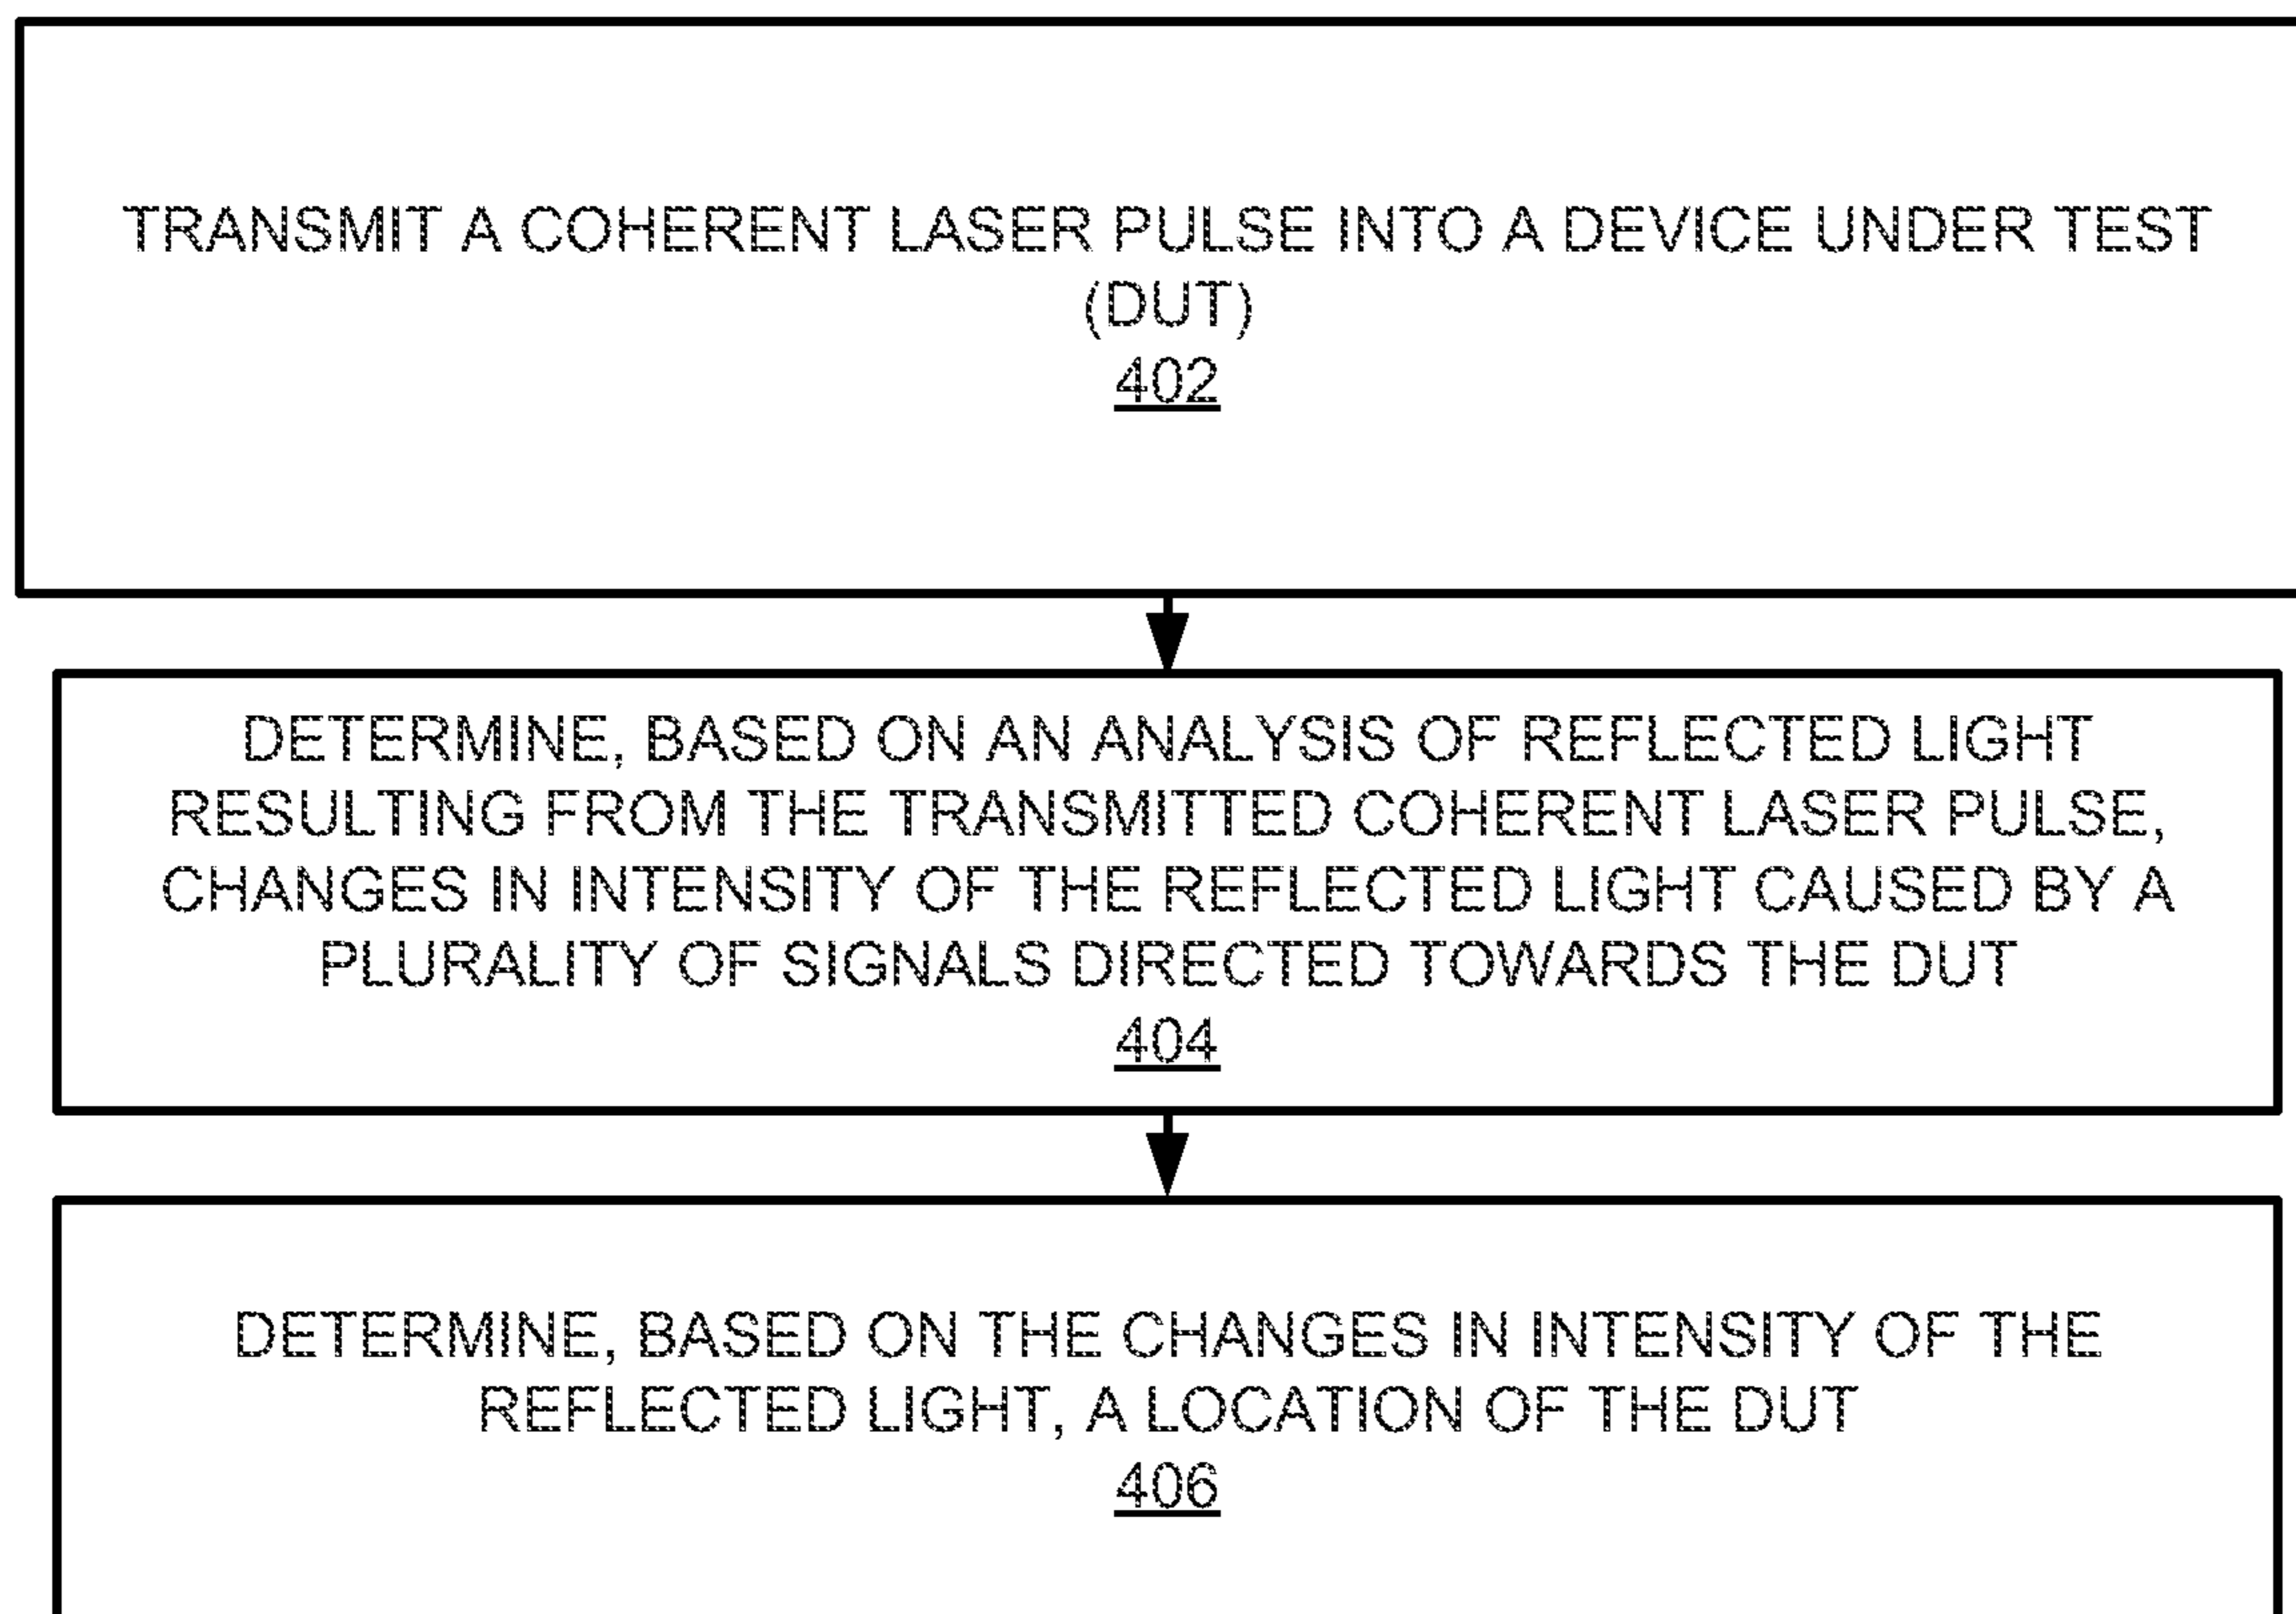 TRANSMIT A COHERENT LASER PULSE INTO A DEVICE UNDER TEST
(DUT)
402
DETERMINE, BASED ON AN ANALYSIS OF REFLECTED LIGHT
RESULTING FROM THE TRANSMITTED COHERENT LASER PULSE,
CHANGES IN INTENSITY OF THE REFLECTED LIGHT CAUSED BY A
PLURALITY OF SIGNALS DIRECTED TOWARDS THE DUT
404
DETERMINE, BASED ON THE CHANGES IN INTENSITY OF THE
REFLECTED LIGHT, A LOCATION OF THE DUT
406